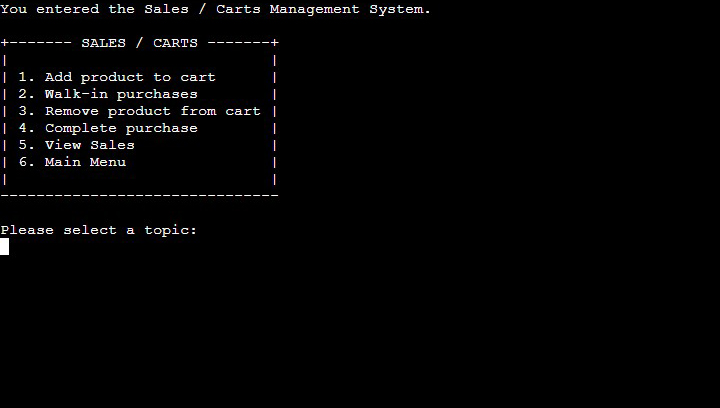 You entered the Sales / Carts Management System.
+------- SALES / CARTS -------+
|                             |
| 1. Add product to cart      |
| 2. Walk-in purchases        |
| 3. Remove product from cart |
| 4. Complete purchase        |
| 5. View Sales               |
| 6. Main Menu                |
|                             |
-------------------------------
Please select a topic: